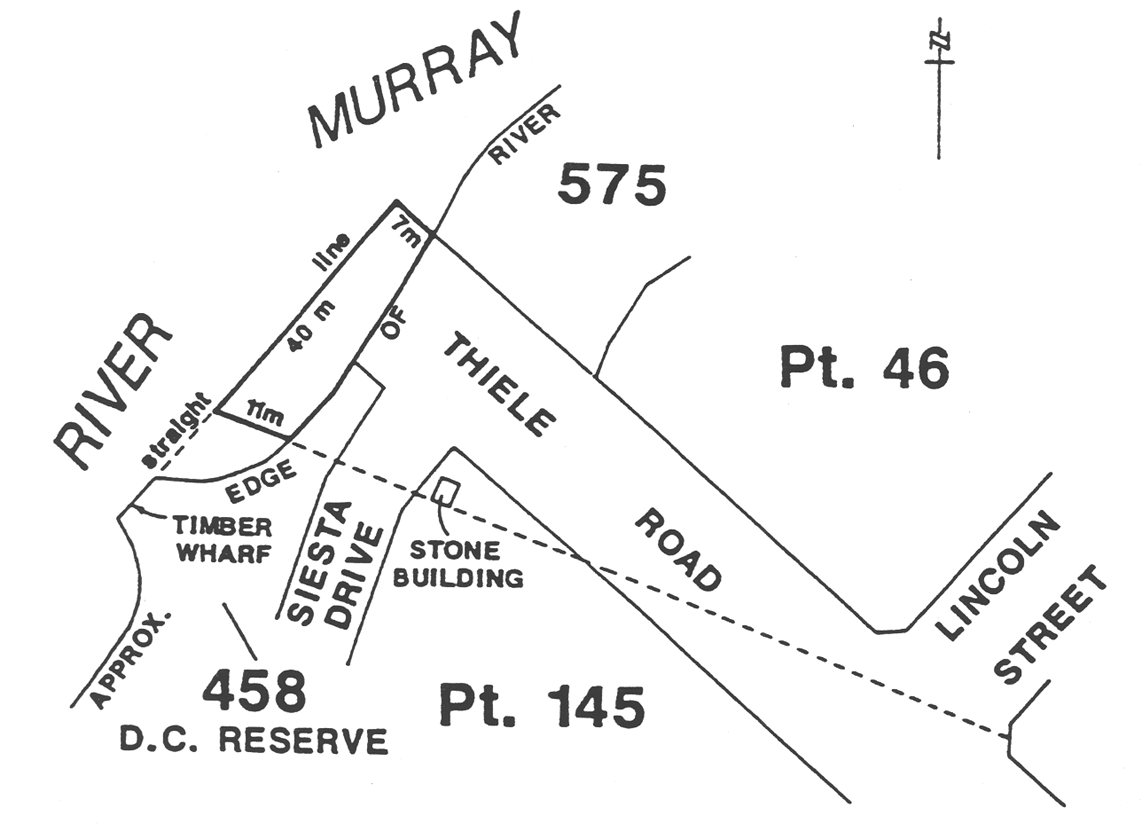 MURRAY
RIVER
N
575
7m
line
40 m
OF
RIVER
THIELE
ROAD
Pt. 46
straight
11m
EDGE
TIMBER
WHARF
SIESTA
DRIVE
STONE
BUILDING
LINCOLN
STREET
APPROX.
458
D.C. RESERVE
Pt. 145